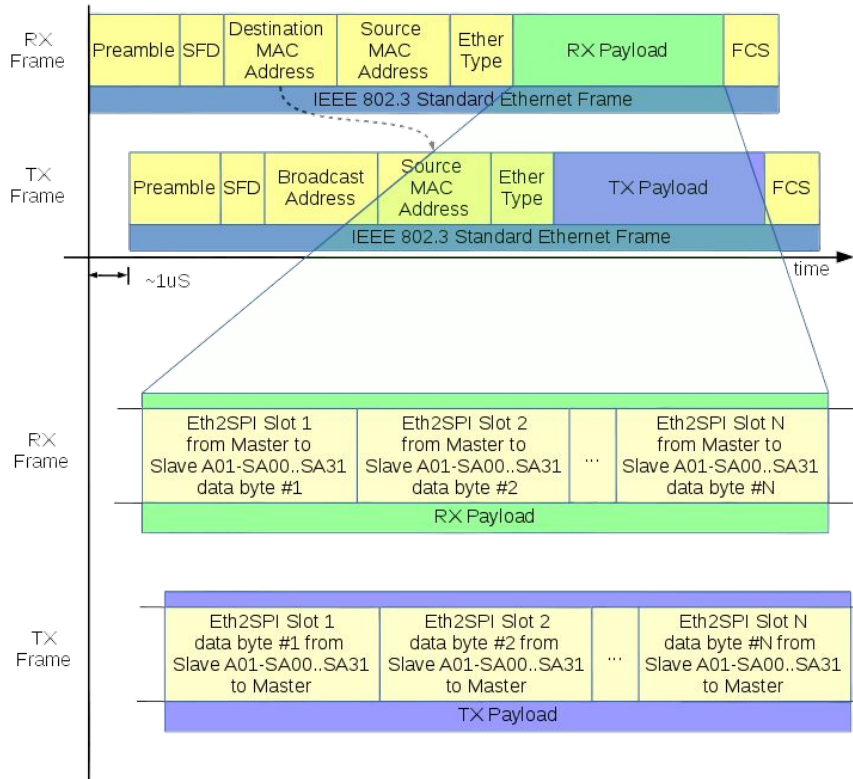 RX
Frame
Preamble
SFD
Destination
MAC
Address
Source
MAC
Address
Ether
Type
RX Payload
FCS
IEEE 802.3 Standard Ethernet Frame
TX
Frame
Preamble
SFD
Broadcast
Address
Source
MAC
Address
Ether
Type
TX Payload
FCS
IEEE 802.3 Standard Ethernet Frame
time
~1uS
RX
Frame
Eth2SPI Slot 1
from Master to
Slave A01-SA00..SA31
data byte #1
Eth2SPI Slot 2
from Master to
Slave A01-SA00..SA31
data byte #2
...
Eth2SPI Slot N
from Master to
Slave A01-SA00..SA31
data byte #N
RX Payload
TX
Frame
Eth2SPI Slot 1
data byte #1 from
Slave A01-SA00..SA31
to Master
Eth2SPI Slot 2
data byte #2 from
Slave A01-SA00..SA31
to Master
...
Eth2SPI Slot N
data byte #N from
Slave A01-SA00..SA31
to Master
TX Payload